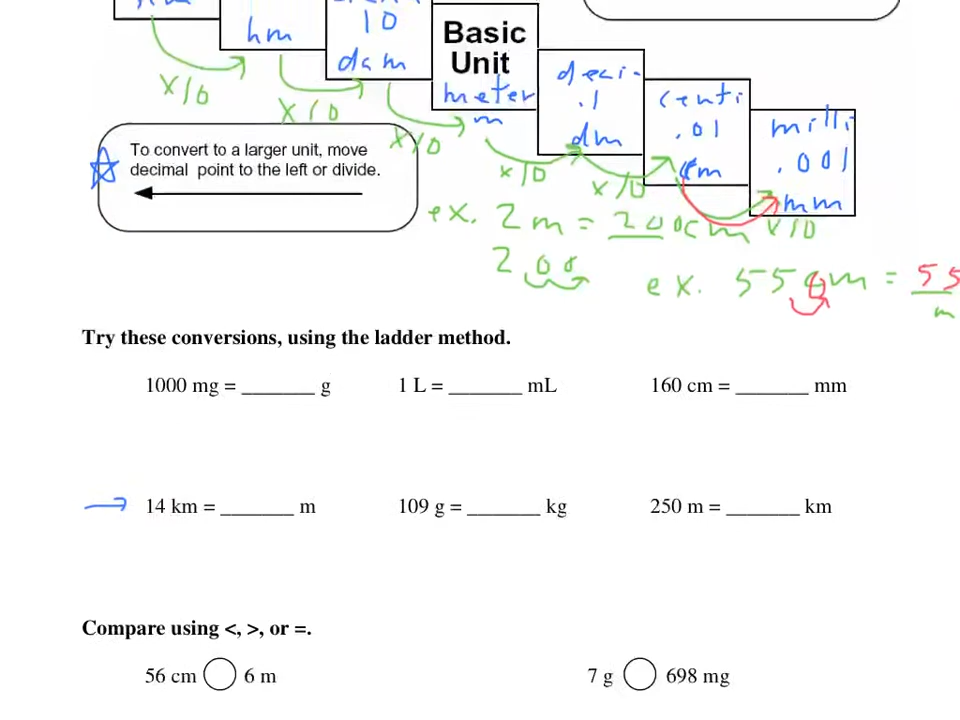 hm
10
dam
Basic
Unit
meter
m
deci-
.1
dm
centi
.01
cm
milli
.001
mm
x10
x10
x10
x10
x10
x10
To convert to a larger unit, move
decimal point to the left or divide.
ex. 2 m = 200cm
200
ex. 550m = 55
m
Try these conversions, using the ladder method.
1000 mg = _______ g
1 L = _______ mL
160 cm = _______ mm
14 km = _______ m
109 g = _______ kg
250 m = _______ km
Compare using <, >, or =.
56 cm 6 m
7 g 698 mg